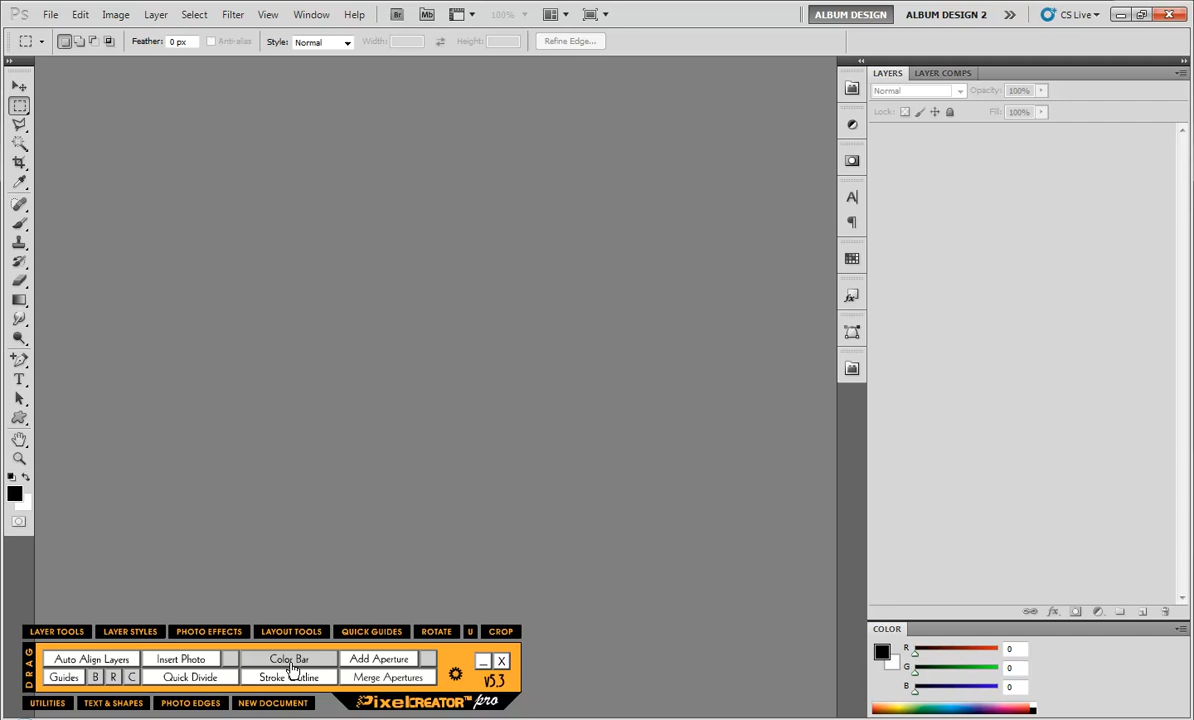 Ps File Edit Image Layer Select Filter View Window Help Br Mb 100% ALBUM DESIGN ALBUM DESIGN 2 CS Live
Feather: 0 px Anti-alias Style: Normal Width: Height: Refine Edge...
LAYERS LAYER COMPS
Normal Opacity: 100%
Lock: Fill: 100%
COLOR
R 0
G 0
B 0
LAYER TOOLS LAYER STYLES PHOTO EFFECTS LAYOUT TOOLS QUICK GUIDES ROTATE U CROP
DRAG
Auto Align Layers Insert Photo Color Bar Add Aperture _ X
Guides B R C Quick Divide Stroke Outline Merge Apertures v5.3
UTILITIES TEXT & SHAPES PHOTO EDGES NEW DOCUMENT PixelCREATOR™ pro